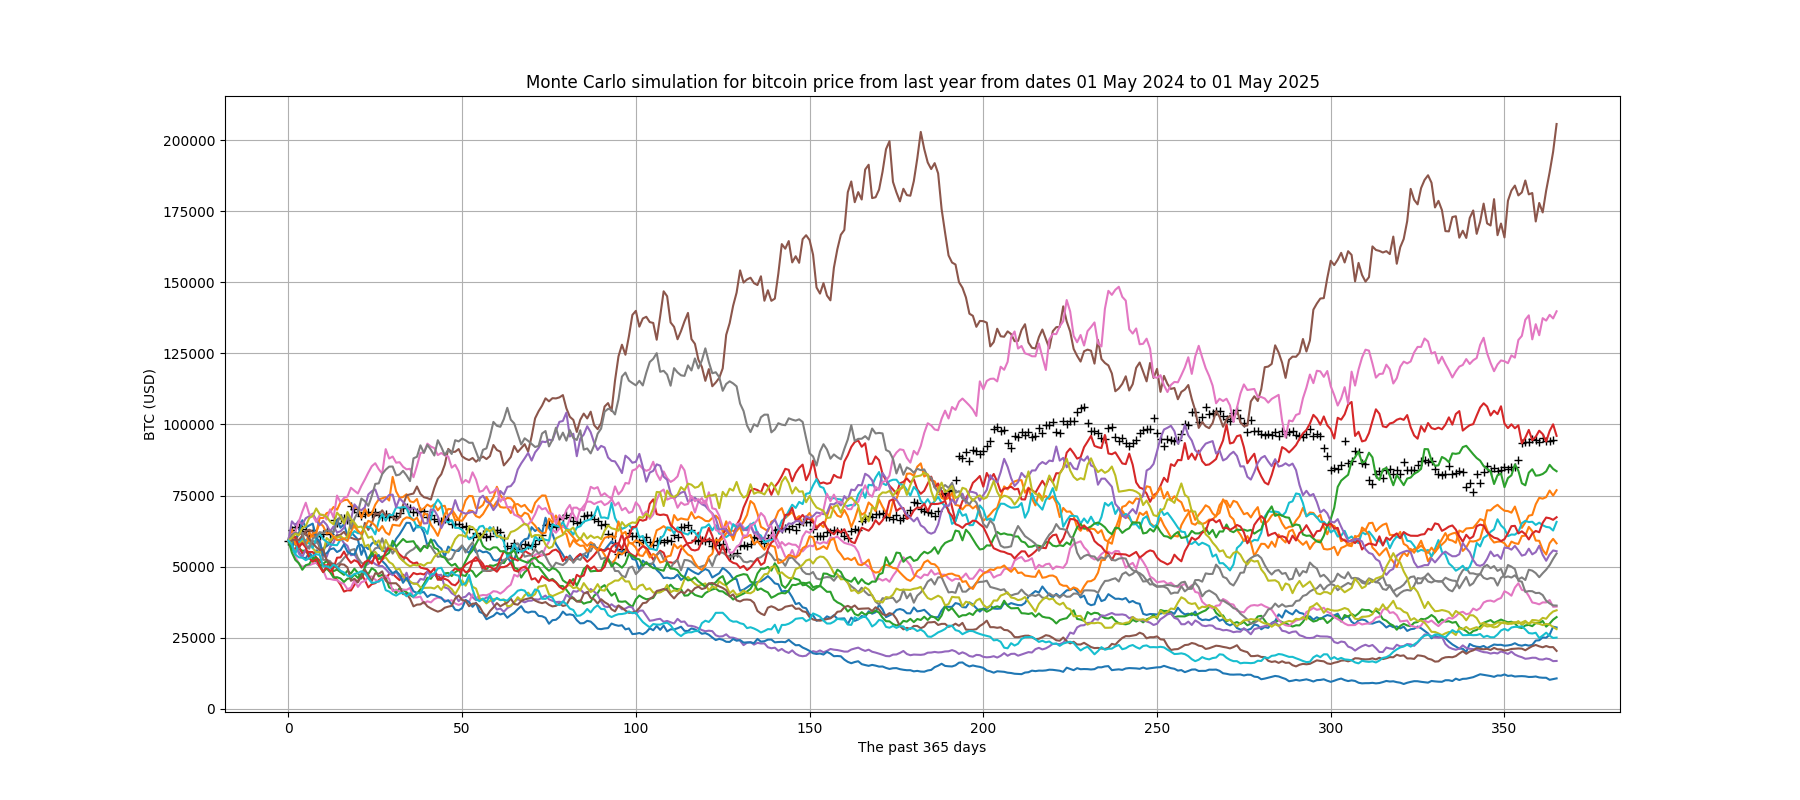 Monte Carlo simulation for bitcoin price from last year from dates 01 May 2024 to 01 May 2025
200000
175000
150000
125000
100000
75000
50000
25000
0
BTC (USD)
0 50 100 150 200 250 300 350
The past 365 days